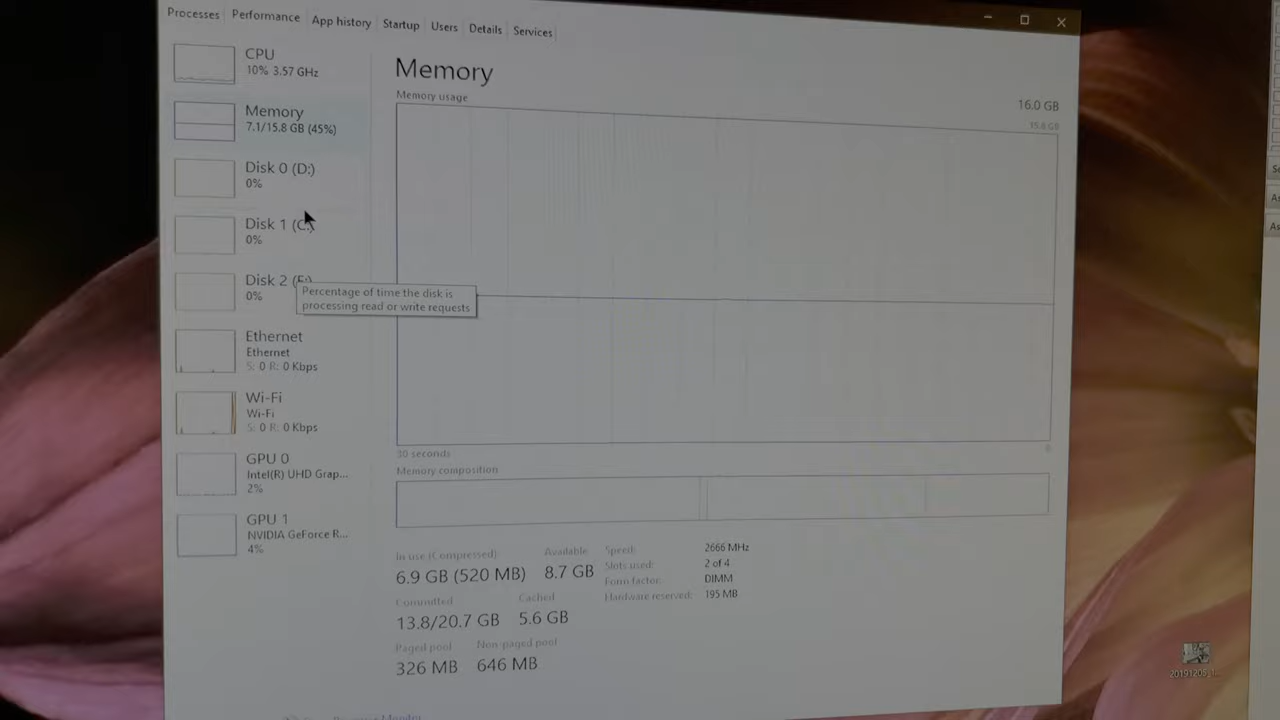 Processes Performance App history Startup Users Details Services
CPU
10% 3.57 GHz
Memory
7.1/15.8 GB (45%)
Disk 0 (D:)
0%
Disk 1 (C:)
0%
Disk 2
0%
Ethernet
Ethernet
S: 0 R: 0 Kbps
Wi-Fi
Wi-Fi
S: 0 R: 0 Kbps
GPU 0
Intel(R) UHD Grap...
2%
GPU 1
NVIDIA GeForce R...
4%
Percentage of time the disk is
processing read or write requests
Memory
16.0 GB
Memory usage
15.8 GB
30 seconds
0
Memory composition
In use (Compressed)
6.9 GB (520 MB)
Available
8.7 GB
Committed
13.8/20.7 GB
Cached
5.6 GB
Paged pool
326 MB
Non-paged pool
646 MB
Speed: 2666 MHz
Slots used: 2 of 4
Form factor: DIMM
Hardware reserved: 195 MB